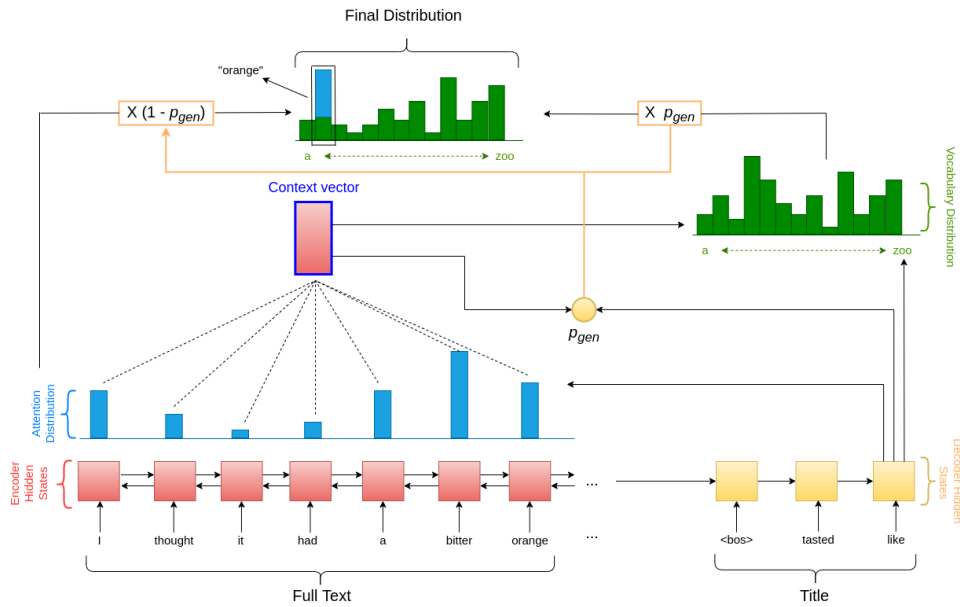 Final Distribution
"orange"
X (1 - pgen)
X pgen
a
zoo
Context vector
Vocabulary Distribution
a
zoo
pgen
Attention
Distribution
Encoder
Hidden
States
Decoder Hidden
States
...
I
thought
it
had
a
bitter
orange
...
<bos>
tasted
like
Full Text
Title